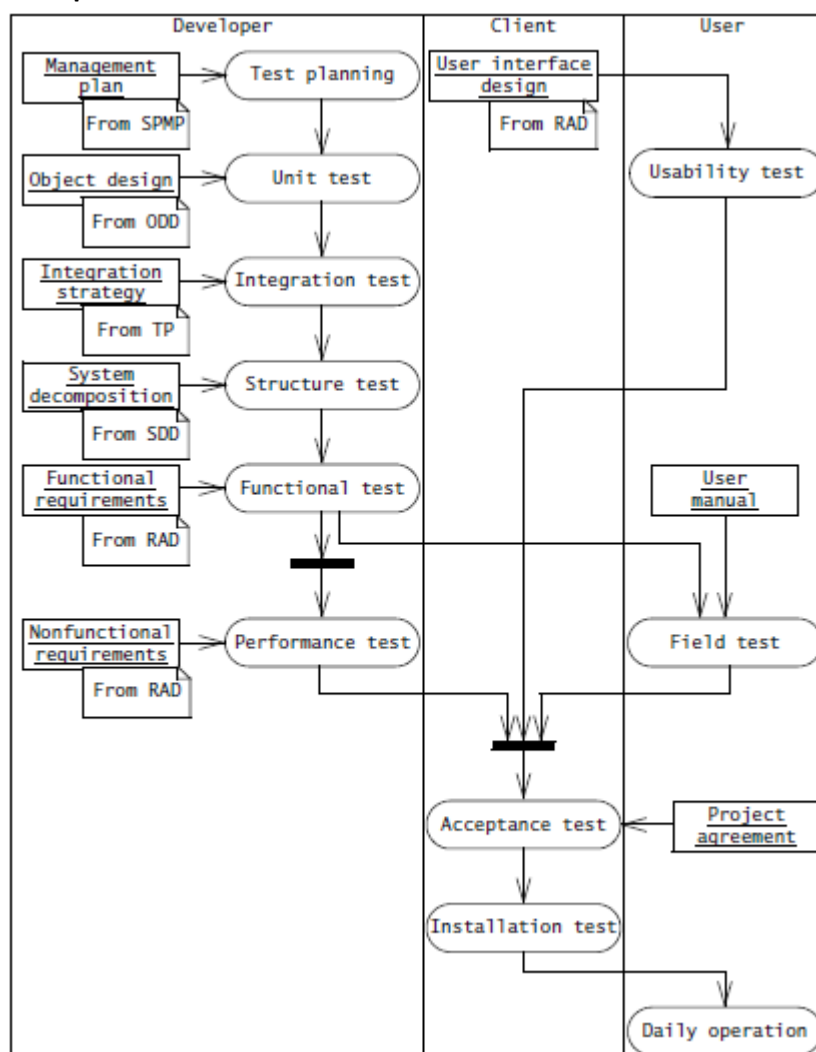 Developer
Client
User
Management
plan
From SPMP
Test planning
User interface
design
From RAD
Object design
From ODD
Unit test
Usability test
Integration
strategy
From TP
Integration test
System
decomposition
From SDD
Structure test
Functional
requirements
From RAD
Functional test
User
manual
Nonfunctional
requirements
From RAD
Performance test
Field test
Acceptance test
Project
agreement
Installation test
Daily operation